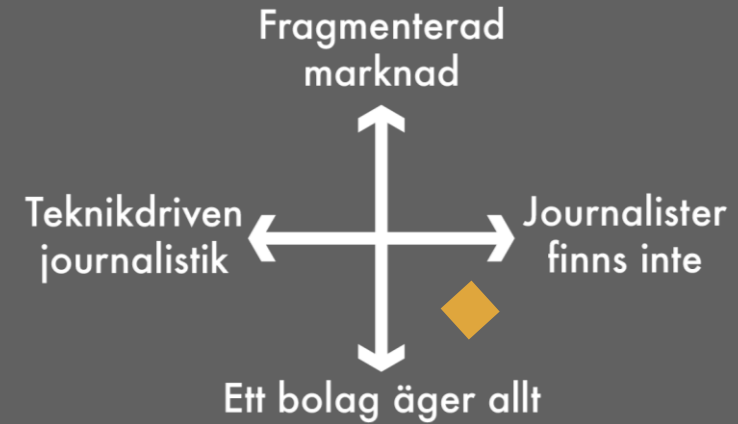 Fragmenterad
marknad
Teknikdriven
journalistik
Journalister
finns inte
Ett bolag äger allt